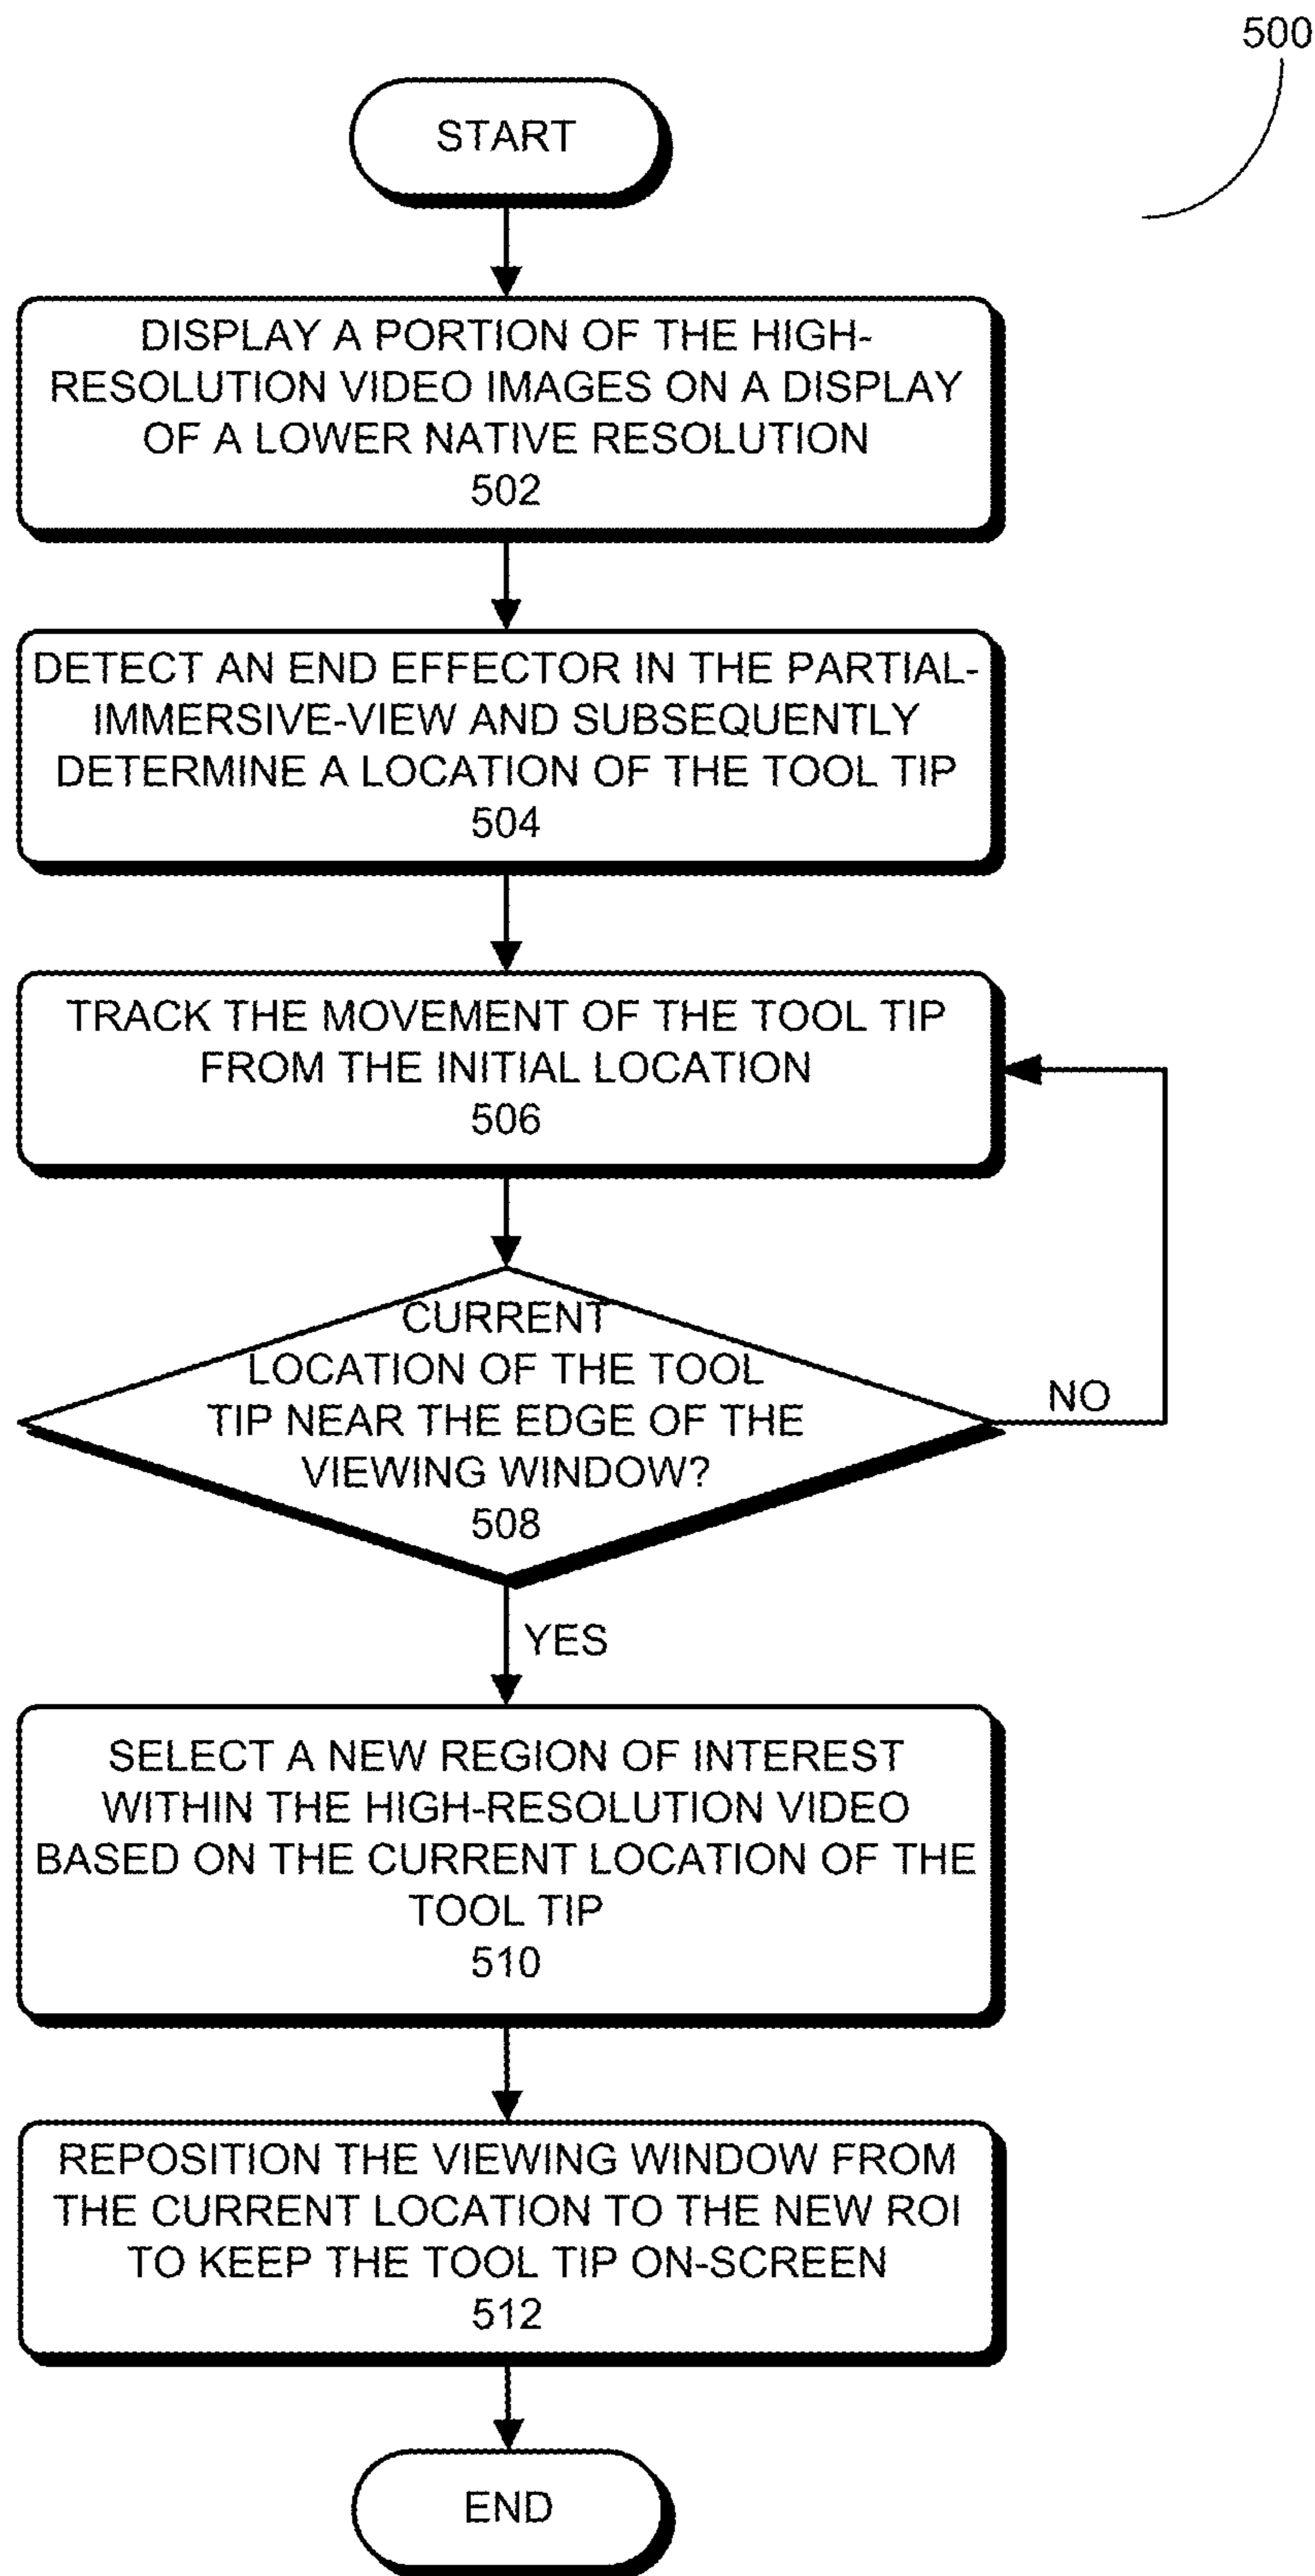 500
START
DISPLAY A PORTION OF THE HIGH-
RESOLUTION VIDEO IMAGES ON A DISPLAY
OF A LOWER NATIVE RESOLUTION
502
DETECT AN END EFFECTOR IN THE PARTIAL-
IMMERSIVE-VIEW AND SUBSEQUENTLY
DETERMINE A LOCATION OF THE TOOL TIP
504
TRACK THE MOVEMENT OF THE TOOL TIP
FROM THE INITIAL LOCATION
506
CURRENT
LOCATION OF THE TOOL
TIP NEAR THE EDGE OF THE
VIEWING WINDOW?
508
NO
YES
SELECT A NEW REGION OF INTEREST
WITHIN THE HIGH-RESOLUTION VIDEO
BASED ON THE CURRENT LOCATION OF THE
TOOL TIP
510
REPOSITION THE VIEWING WINDOW FROM
THE CURRENT LOCATION TO THE NEW ROI
TO KEEP THE TOOL TIP ON-SCREEN
512
END